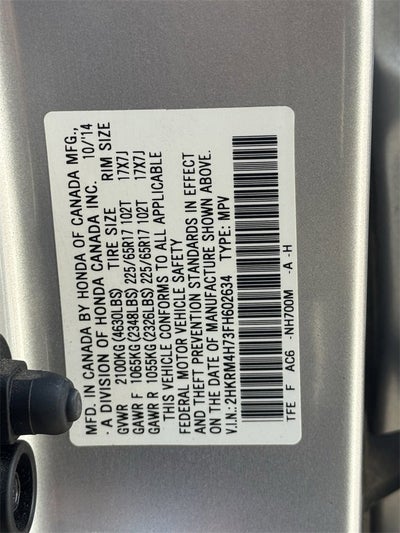 MFD. IN CANADA BY HONDA OF CANADA MFG.,
· A DIVISION OF HONDA CANADA INC. 10/'14
GVWR 2100KG(4630LBS) TIRE SIZE RIM SIZE
GAWR F 1065KG(2348LBS) 225/65R17 102T 17X7J
GAWR R 1055KG(2326LBS) 225/65R17 102T 17X7J
THIS VEHICLE CONFORMS TO ALL APPLICABLE
FEDERAL MOTOR VEHICLE SAFETY
AND THEFT PREVENTION STANDARDS IN EFFECT
ON THE DATE OF MANUFACTURE SHOWN ABOVE.
V.I.N.: 2HKRM4H73FH602634 TYPE: MPV
TFE F AC6 -NH700M -A -H